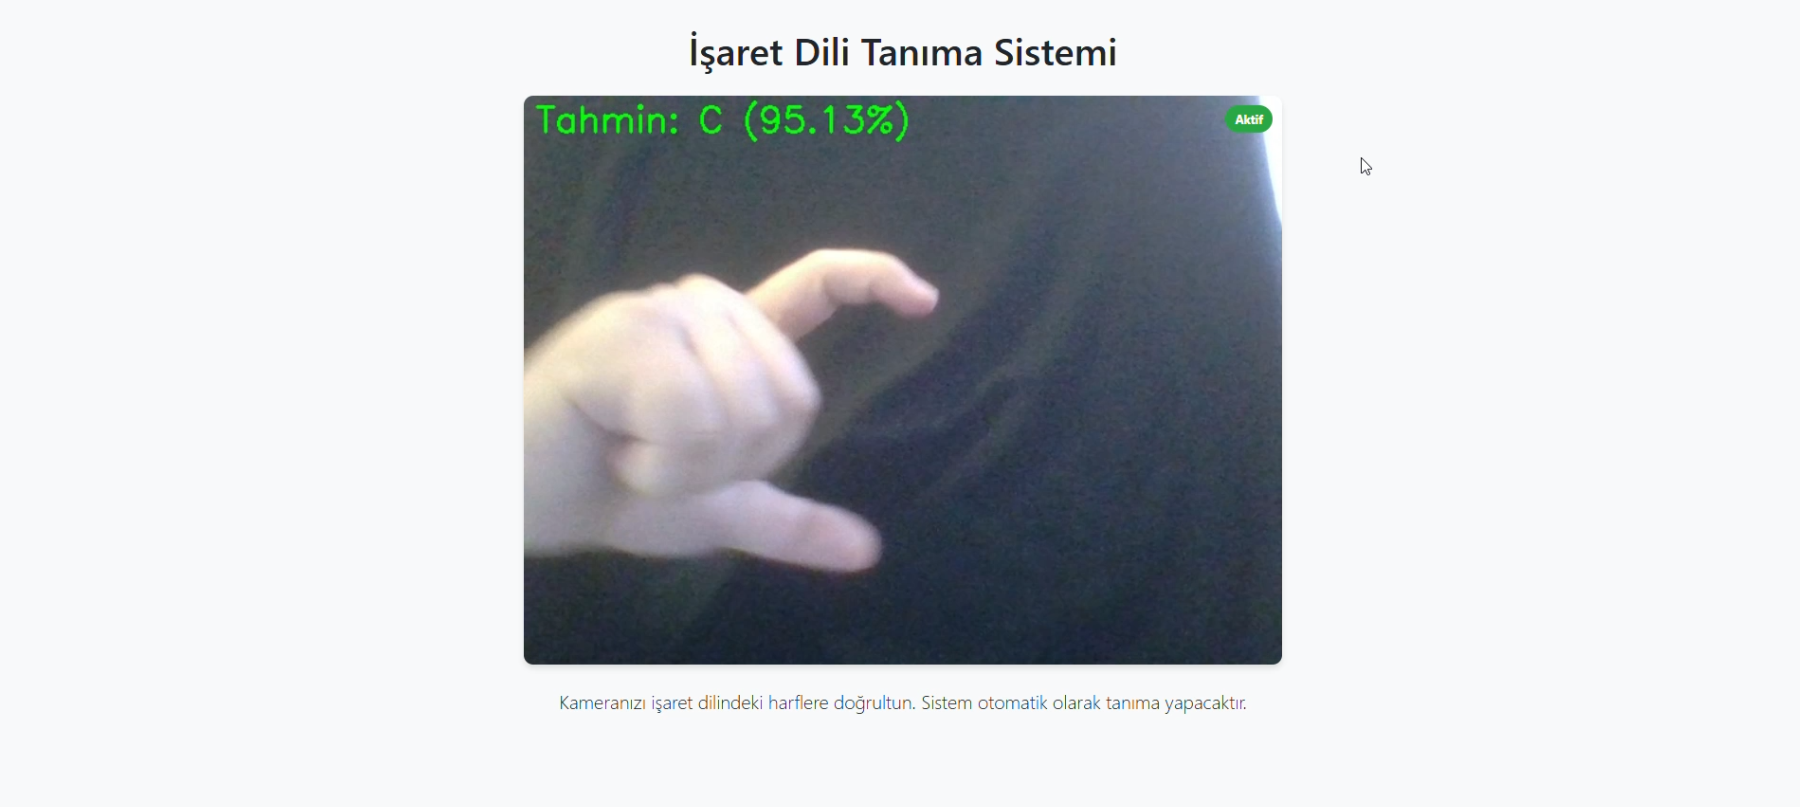 İşaret Dili Tanıma Sistemi
Tahmin: C (95.13%)
Aktif
Kameranızı işaret dilindeki harflere doğrultun. Sistem otomatik olarak tanıma yapacaktır.